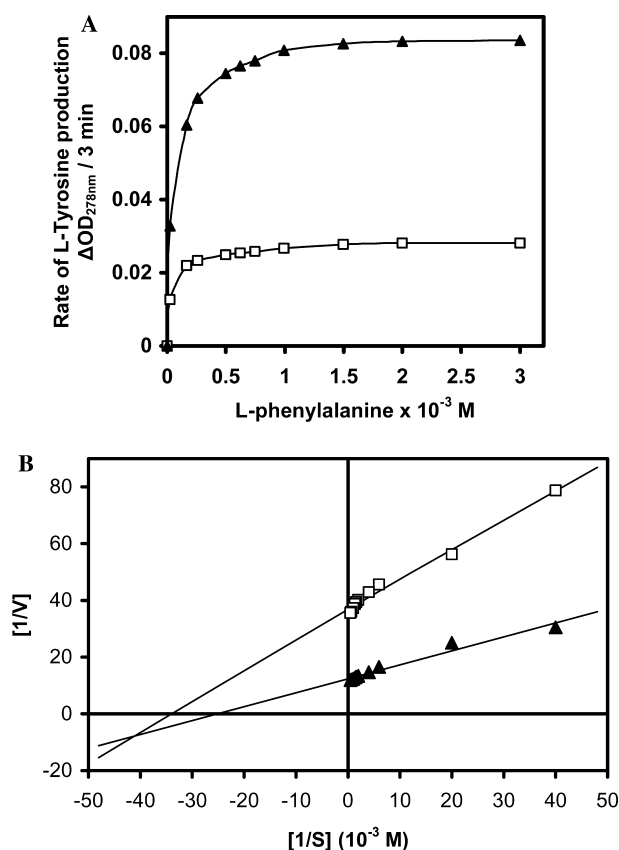 A
Rate of L-Tyrosine production
ΔOD278nm / 3 min
0.08
0.06
0.04
0.02
0
0 0.5 1 1.5 2 2.5 3
L-phenylalanine x 10-3 M
B
[1/V]
80
60
40
20
0
-20
-50 -40 -30 -20 -10 0 10 20 30 40 50
[1/S] (10-3 M)